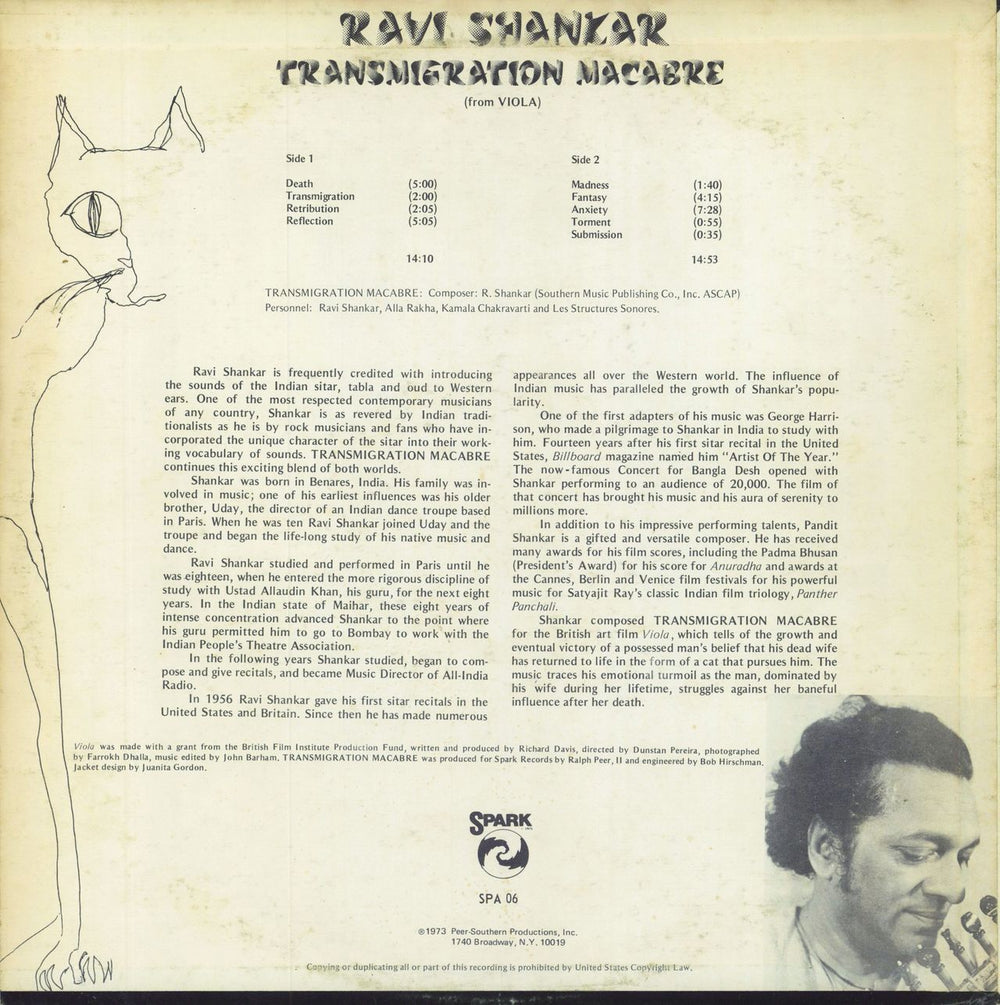 RAVI SHANKAR
TRANSMIGRATION MACABRE
(from VIOLA)
Side 1
Death (5:00)
Transmigration (2:00)
Retribution (2:05)
Reflection (5:05)
14:10
Side 2
Madness (1:40)
Fantasy (4:15)
Anxiety (7:28)
Torment (0:55)
Submission (0:35)
14:53
TRANSMIGRATION MACABRE: Composer: R. Shankar (Southern Music Publishing Co., Inc. ASCAP)
Personnel: Ravi Shankar, Alla Rakha, Kamala Chakravarti and Les Structures Sonores.
Ravi Shankar is frequently credited with introducing
the sounds of the Indian sitar, tabla and oud to Western
ears. One of the most respected contemporary musicians
of any country, Shankar is as revered by Indian tradi-
tionalists as he is by rock musicians and fans who have in-
corporated the unique character of the sitar into their work-
ing vocabulary of sounds. TRANSMIGRATION MACABRE
continues this exciting blend of both worlds.
Shankar was born in Benares, India. His family was in-
volved in music; one of his earliest influences was his older
brother, Uday, the director of an Indian dance troupe based
in Paris. When he was ten Ravi Shankar joined Uday and the
troupe and began the life-long study of his native music and
dance.
Ravi Shankar studied and performed in Paris until he
was eighteen, when he entered the more rigorous discipline of
study with Ustad Allaudin Khan, his guru, for the next eight
years. In the Indian state of Maihar, these eight years of
intense concentration advanced Shankar to the point where
his guru permitted him to go to Bombay to work with the
Indian People's Theatre Association.
In the following years Shankar studied, began to com-
pose and give recitals, and became Music Director of All-India
Radio.
In 1956 Ravi Shankar gave his first sitar recitals in the
United States and Britain. Since then he has made numerous
appearances all over the Western world. The influence of
Indian music has paralleled the growth of Shankar's popu-
larity.
One of the first adapters of his music was George Harri-
son, who made a pilgrimage to Shankar in India to study with
him. Fourteen years after his first sitar recital in the United
States, Billboard magazine named him "Artist Of The Year."
The now-famous Concert for Bangla Desh opened with
Shankar performing to an audience of 20,000. The film of
that concert has brought his music and his aura of serenity to
millions more.
In addition to his impressive performing talents, Pandit
Shankar is a gifted and versatile composer. He has received
many awards for his film scores, including the Padma Bhusan
(President's Award) for his score for Anuradha and awards at
the Cannes, Berlin and Venice film festivals for his powerful
music for Satyajit Ray's classic Indian film triology, Panther
Panchali.
Shankar composed TRANSMIGRATION MACABRE
for the British art film Viola, which tells of the growth and
eventual victory of a possessed man's belief that his dead wife
has returned to life in the form of a cat that pursues him. The
music traces his emotional turmoil as the man, dominated by
his wife during her lifetime, struggles against her baneful
influence after her death.
Viola was made with a grant from the British Film Institute Production Fund, written and produced by Richard Davis, directed by Dunstan Pereira, photographed
by Farrokh Dhalla, music edited by John Barham. TRANSMIGRATION MACABRE was produced for Spark Records by Ralph Peer, II and engineered by Bob Hirschman.
Jacket design by Juanita Gordon.
SPARK
SPA 06
℗1973 Peer-Southern Productions, Inc.
1740 Broadway, N.Y. 10019
Copying or duplicating all or part of this recording is prohibited by United States Copyright Law.